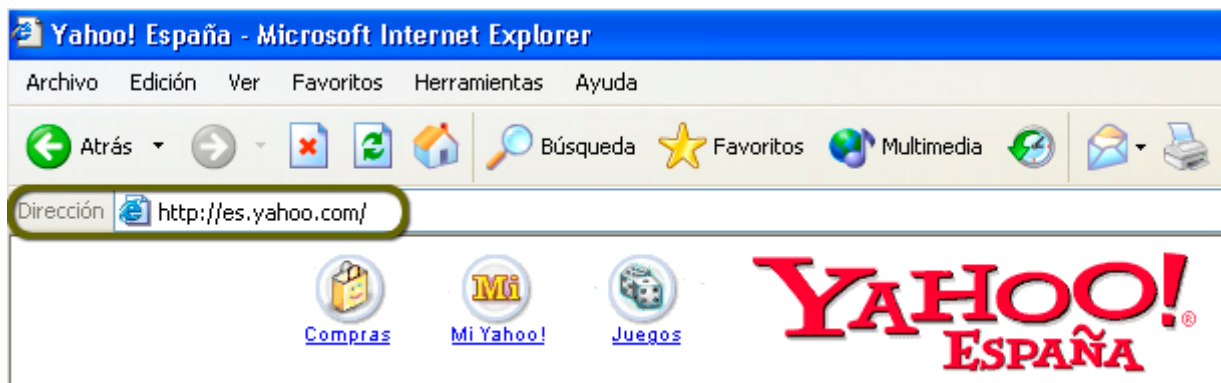 Yahoo! España - Microsoft Internet Explorer
Archivo Edición Ver Favoritos Herramientas Ayuda
Atrás Búsqueda Favoritos Multimedia
Dirección http://es.yahoo.com/
Mi
Compras Mi Yahoo! Juegos
YAHOO!®
ESPAÑA